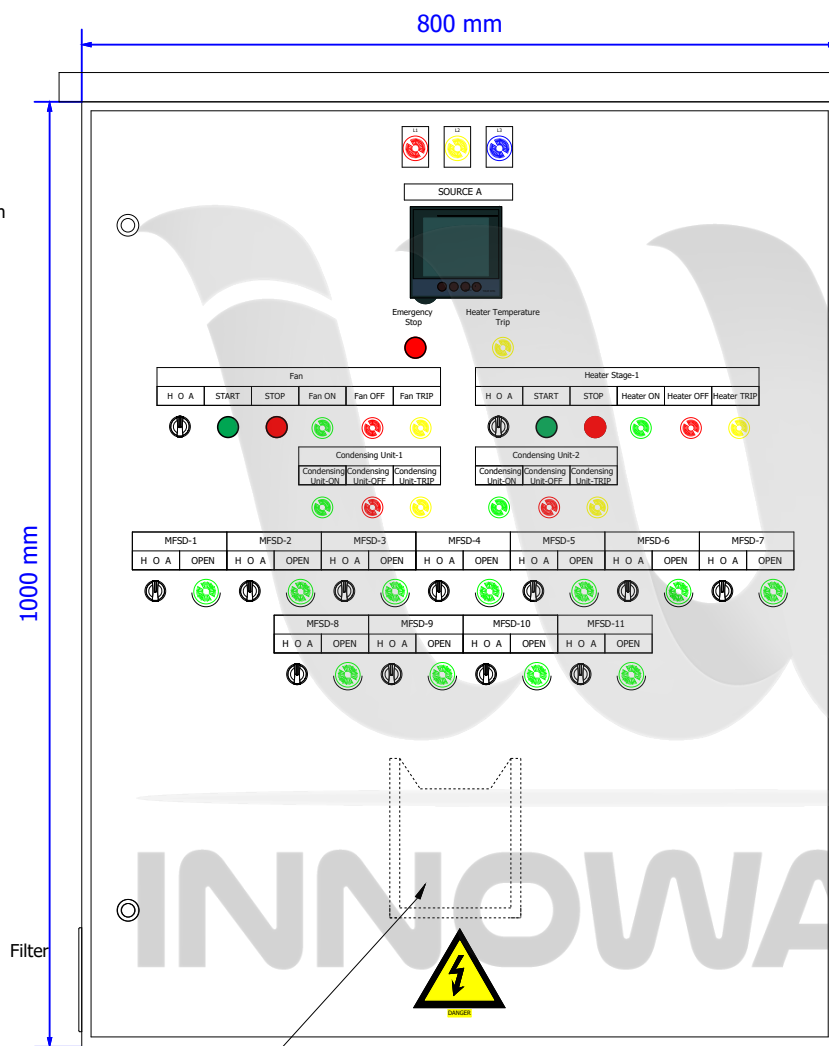 800 mm
L1 L2 L3
SOURCE A
Emergency
Stop
Heater Temperature
Trip
Fan
H O A START STOP Fan ON Fan OFF Fan TRIP
Heater Stage-1
H O A START STOP Heater ON Heater OFF Heater TRIP
Condensing Unit-1
Condensing Unit-ON Condensing Unit-OFF Condensing Unit-TRIP
Condensing Unit-2
Condensing Unit-ON Condensing Unit-OFF Condensing Unit-TRIP
1000 mm
MFSD-1 MFSD-2 MFSD-3 MFSD-4 MFSD-5 MFSD-6 MFSD-7
H O A OPEN H O A OPEN H O A OPEN H O A OPEN H O A OPEN H O A OPEN H O A OPEN
MFSD-8 MFSD-9 MFSD-10 MFSD-11
H O A OPEN H O A OPEN H O A OPEN H O A OPEN
INNOWA
Filter
DANGER